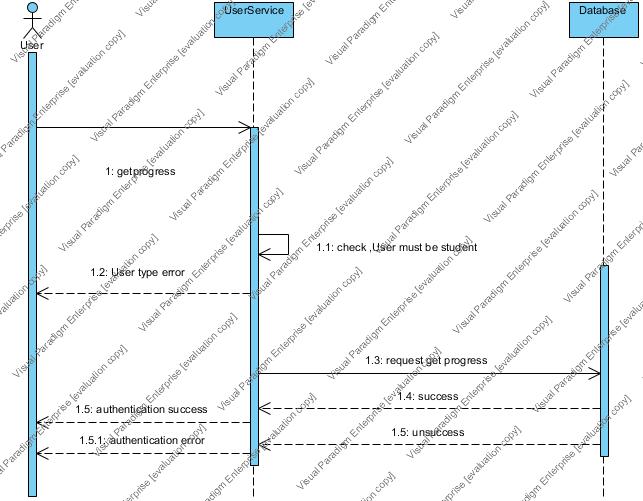 UserService
Database
User
1: getprogress
1.1: check ,User must be student
1.2: User type error
1.3: request get progress
1.4: success
1.5: authentication success
1.5: unsuccess
1.5.1: authentication error
Visual Paradigm Enterprise [evaluation copy]